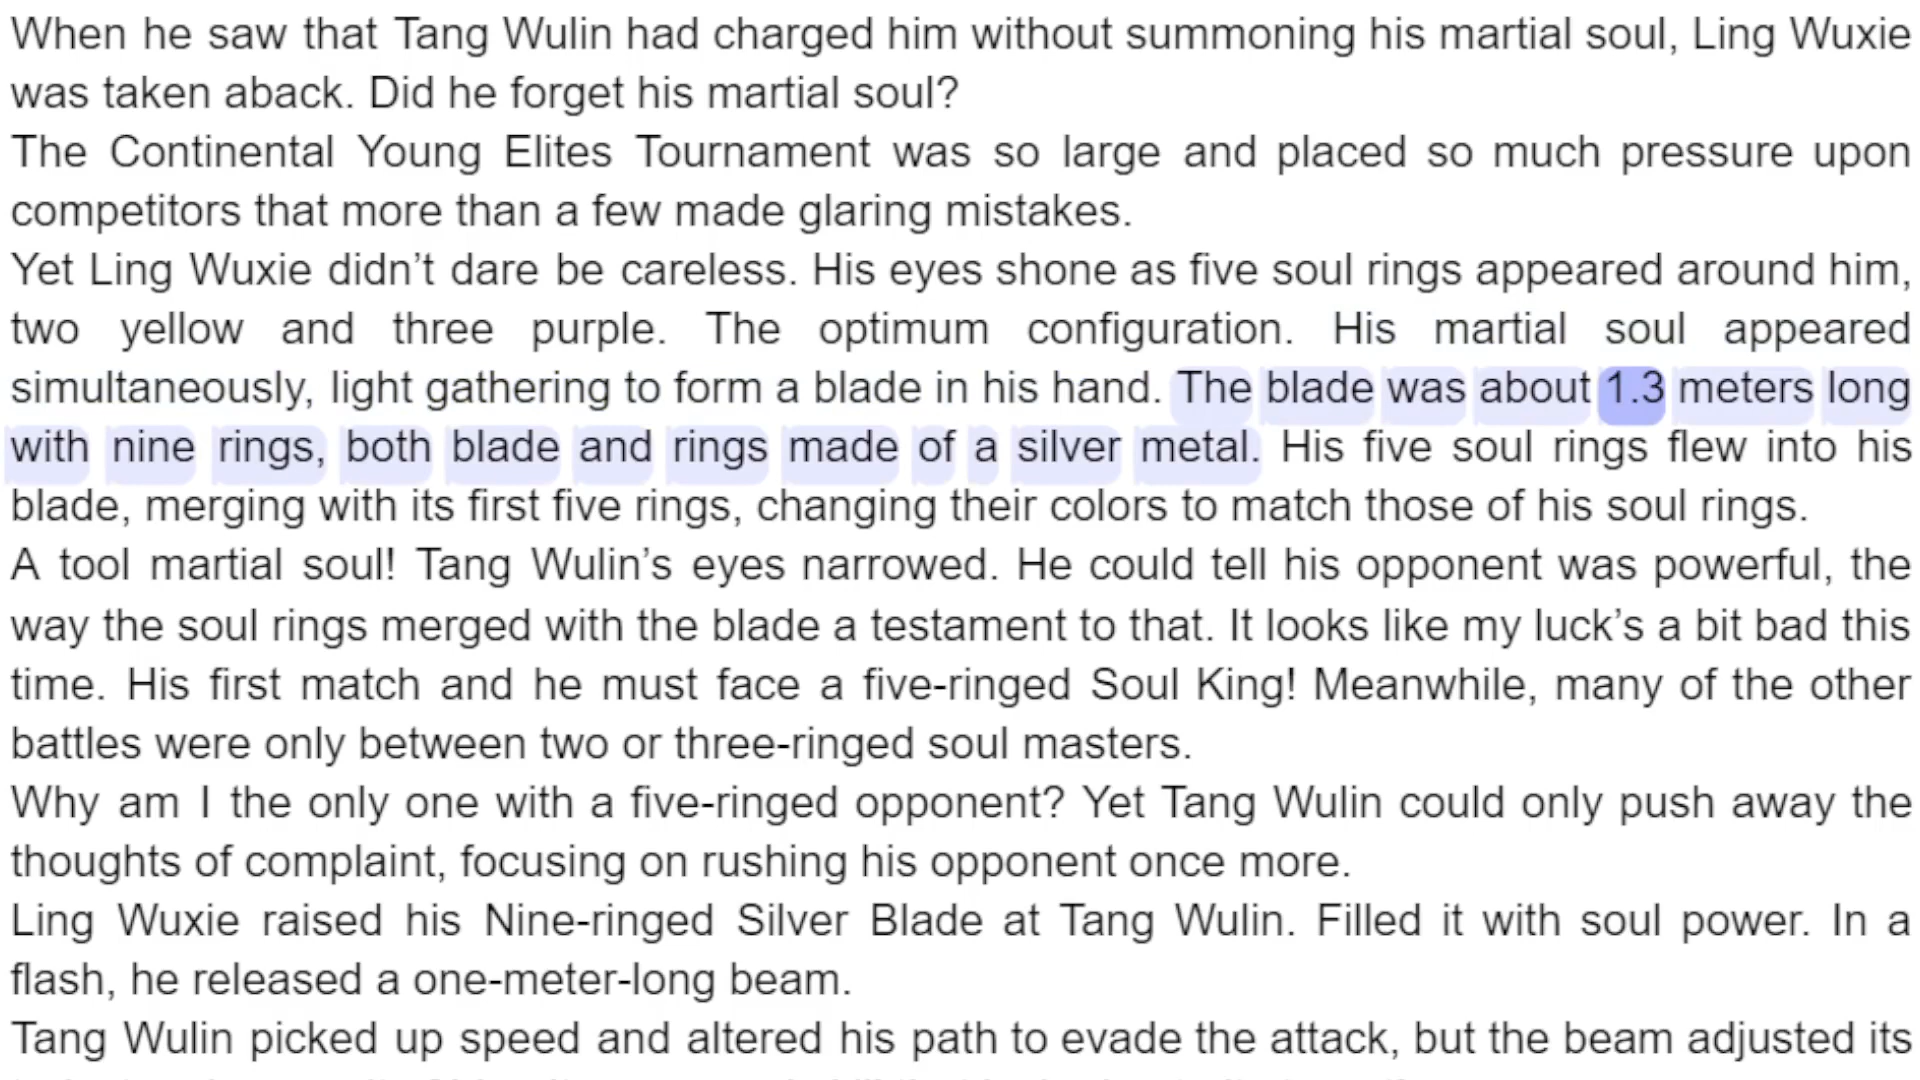 When he saw that Tang Wulin had charged him without summoning his martial soul, Ling Wuxie
was taken aback. Did he forget his martial soul?
The Continental Young Elites Tournament was so large and placed so much pressure upon
competitors that more than a few made glaring mistakes.
Yet Ling Wuxie didn’t dare be careless. His eyes shone as five soul rings appeared around him,
two yellow and three purple. The optimum configuration. His martial soul appeared
simultaneously, light gathering to form a blade in his hand. The blade was about 1.3 meters long
with nine rings, both blade and rings made of a silver metal. His five soul rings flew into his
blade, merging with its first five rings, changing their colors to match those of his soul rings.
A tool martial soul! Tang Wulin’s eyes narrowed. He could tell his opponent was powerful, the
way the soul rings merged with the blade a testament to that. It looks like my luck’s a bit bad this
time. His first match and he must face a five-ringed Soul King! Meanwhile, many of the other
battles were only between two or three-ringed soul masters.
Why am I the only one with a five-ringed opponent? Yet Tang Wulin could only push away the
thoughts of complaint, focusing on rushing his opponent once more.
Ling Wuxie raised his Nine-ringed Silver Blade at Tang Wulin. Filled it with soul power. In a
flash, he released a one-meter-long beam.
Tang Wulin picked up speed and altered his path to evade the attack, but the beam adjusted its